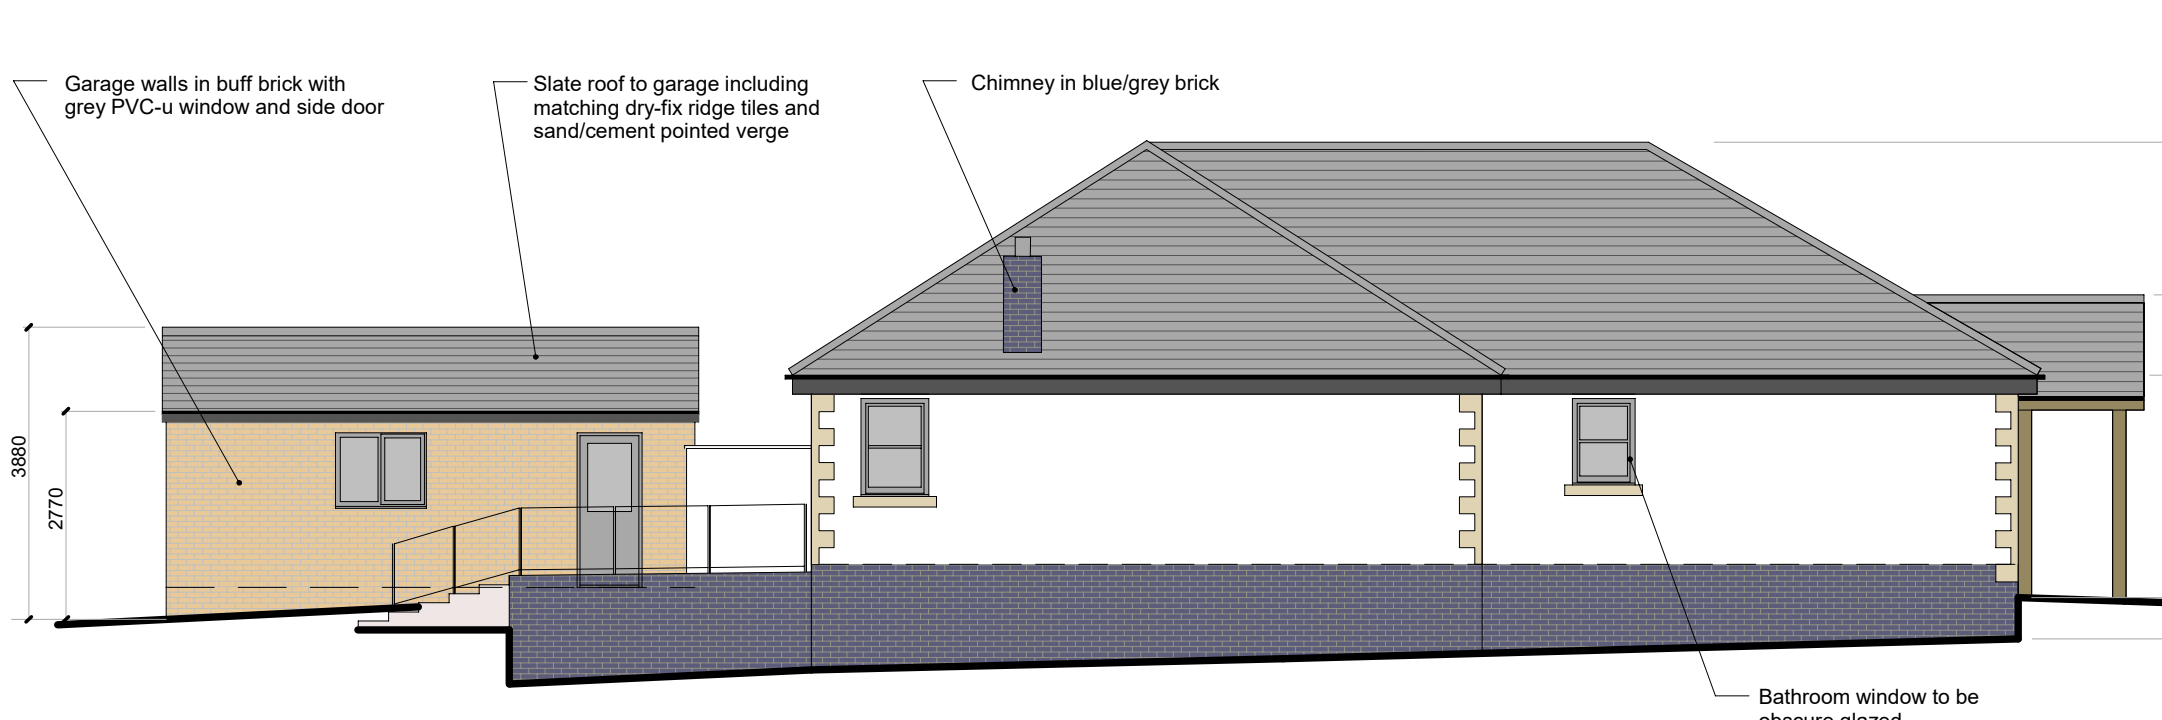 Garage walls in buff brick with
grey PVC-u window and side door
Slate roof to garage including
matching dry-fix ridge tiles and
sand/cement pointed verge
Chimney in blue/grey brick
3880
2770
Bathroom window to be
obscure glazed